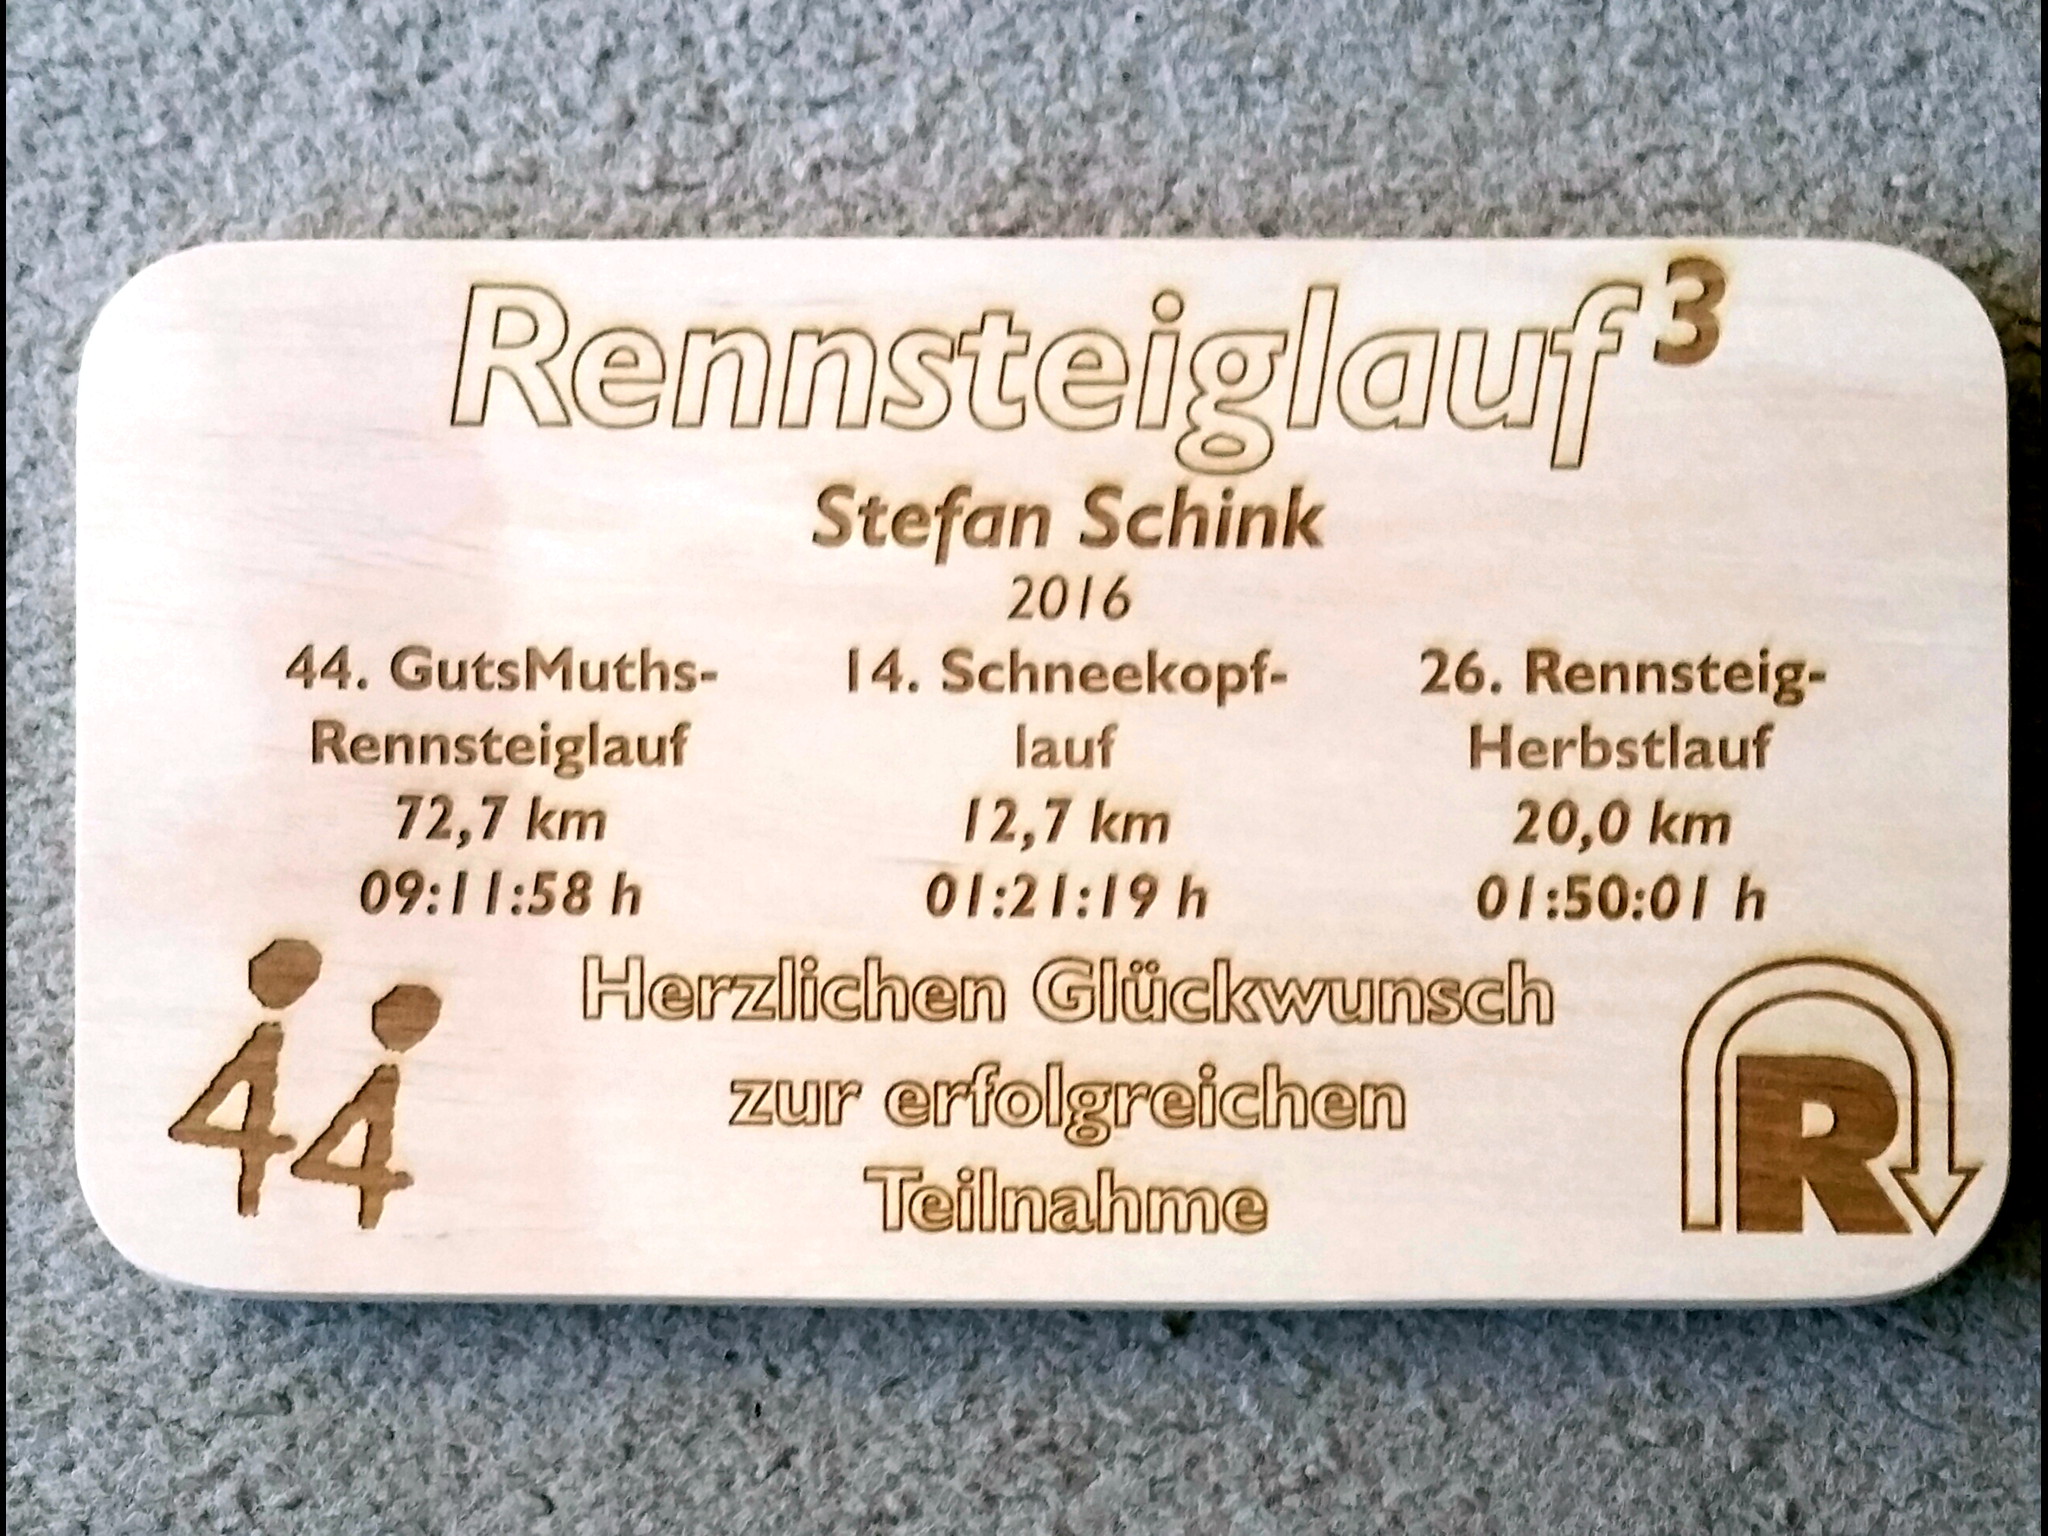 Rennsteiglauf³
Stefan Schink
2016
44. GutsMuths-
Rennsteiglauf
72,7 km
09:11:58 h
14. Schneekopf-
lauf
12,7 km
01:21:19 h
26. Rennsteig-
Herbstlauf
20,0 km
01:50:01 h
44
Herzlichen Glückwunsch
zur erfolgreichen
Teilnahme
R